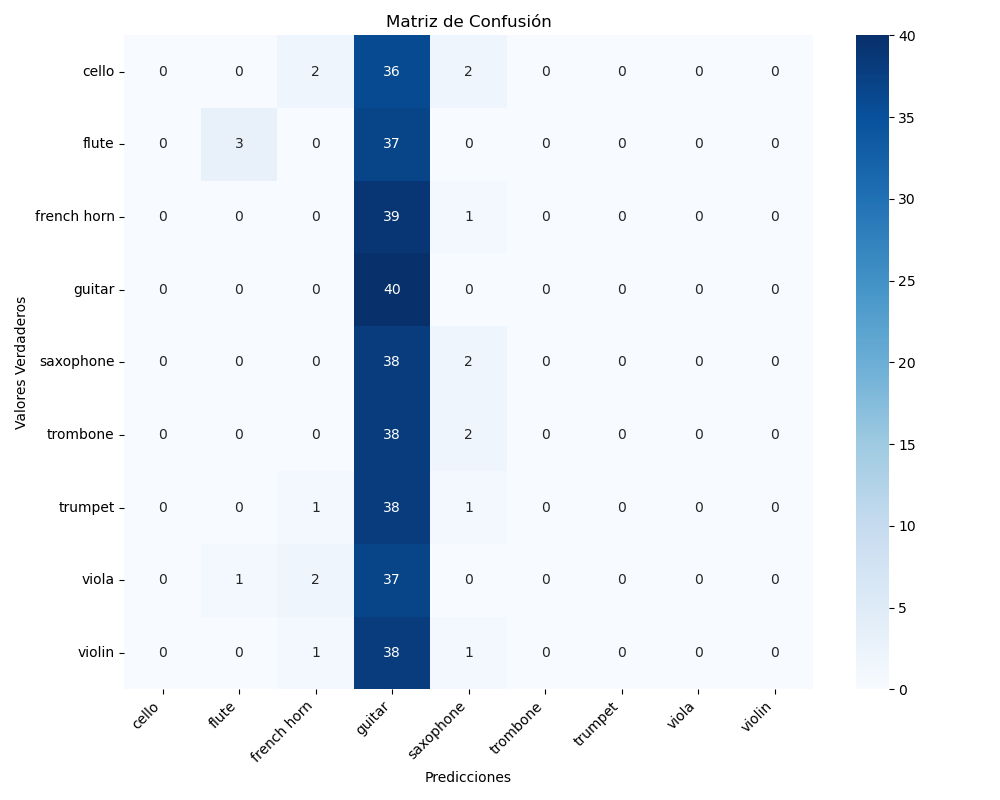 Matriz de Confusión
cello 0 0 2 36 2 0 0 0 0
flute 0 3 0 37 0 0 0 0 0
french horn 0 0 0 39 1 0 0 0 0
guitar 0 0 0 40 0 0 0 0 0
saxophone 0 0 0 38 2 0 0 0 0
trombone 0 0 0 38 2 0 0 0 0
trumpet 0 0 1 38 1 0 0 0 0
viola 0 1 2 37 0 0 0 0 0
violin 0 0 1 38 1 0 0 0 0
cello flute french horn guitar saxophone trombone trumpet viola violin
Predicciones
Valores Verdaderos
40
35
30
25
20
15
10
5
0